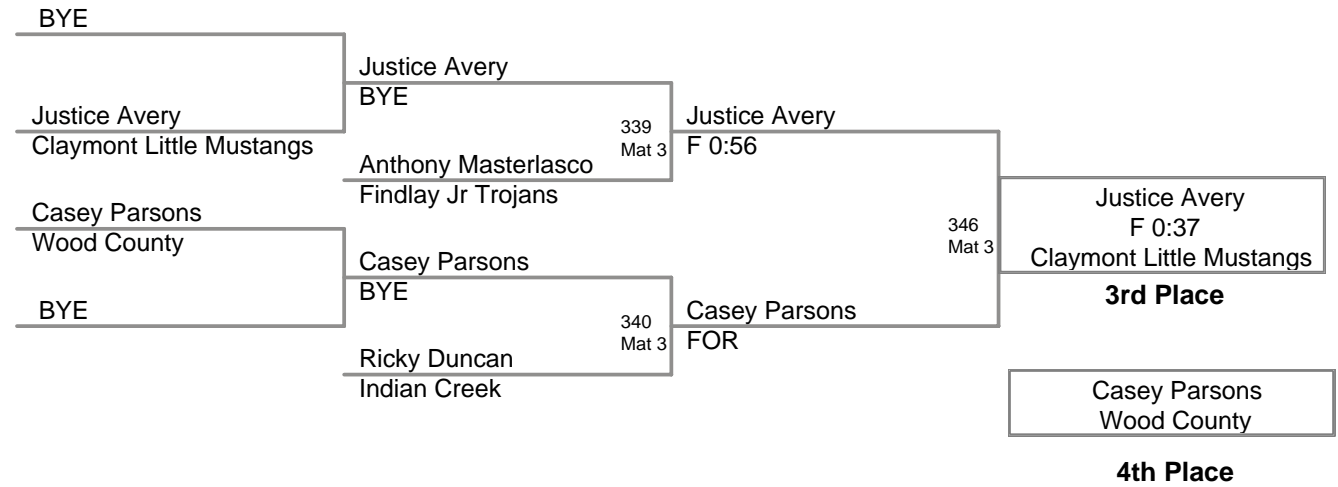 BYE
Justice Avery
BYE
Justice Avery
Claymont Little Mustangs
339
Mat 3
Justice Avery
F 0:56
Anthony Masterlasco
Findlay Jr Trojans
Casey Parsons
Wood County
346
Mat 3
Justice Avery
F 0:37
Claymont Little Mustangs
3rd Place
Casey Parsons
BYE
BYE
340
Mat 3
Casey Parsons
FOR
Ricky Duncan
Indian Creek
Casey Parsons
Wood County
4th Place